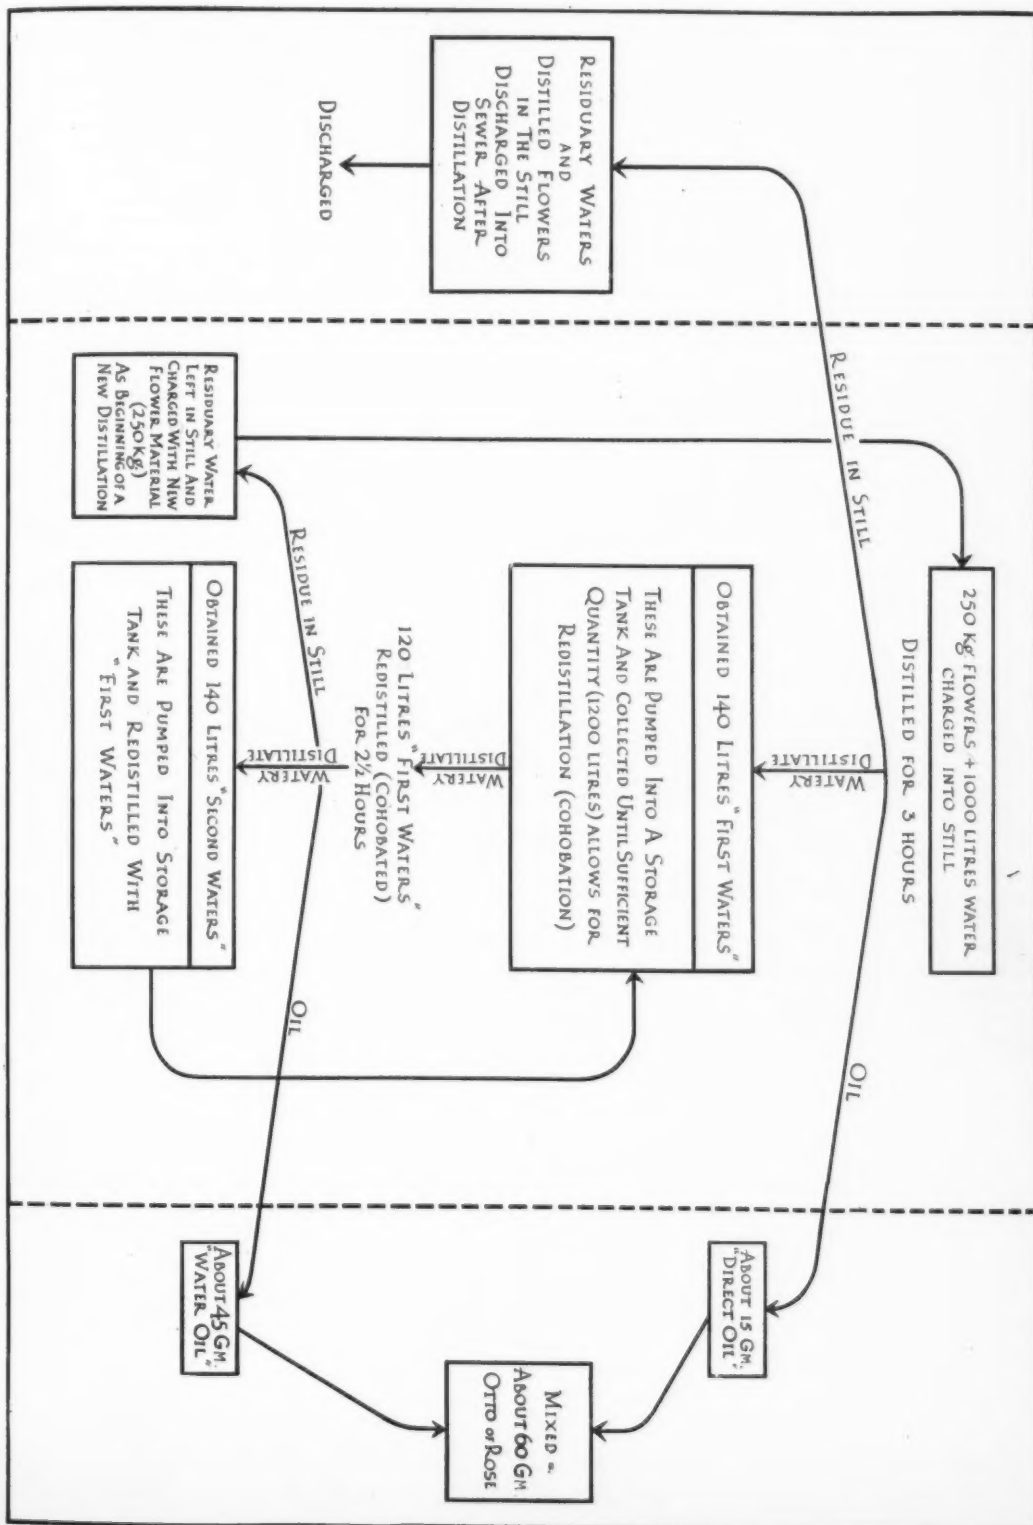 250 Kg. FLOWERS + 1000 LITRES WATER
CHARGED INTO STILL
DISTILLED FOR 3 HOURS
RESIDUE IN STILL
WATERY
DISTILLATE
OIL
RESIDUARY WATERS
AND
DISTILLED FLOWERS
IN THE STILL
DISCHARGED INTO
SEWER AFTER
DISTILLATION
DISCHARGED
OBTAINED 140 LITRES "FIRST WATERS"
THESE ARE PUMPED INTO A STORAGE
TANK AND COLLECTED UNTIL SUFFICIENT
QUANTITY (1200 LITRES) ALLOWS FOR
REDISTILLATION (COHOBATION)
ABOUT 15 GM.
"DIRECT OIL"
WATERY
DISTILLATE
120 LITRES "FIRST WATERS"
REDISTILLED (COHOBATED)
FOR 2½ HOURS
MIXED =
ABOUT 60 GM
OTTO OF ROSE
RESIDUE IN STILL
WATERY
DISTILLATE
OIL
RESIDUARY WATER
LEFT IN STILL AND
CHARGED WITH NEW
FLOWER MATERIAL
(250 Kg.)
AS BEGINNING OF A
NEW DISTILLATION
OBTAINED 140 LITRES "SECOND WATERS"
THESE ARE PUMPED INTO STORAGE
TANK AND REDISTILLED WITH
"FIRST WATERS"
ABOUT 45 GM.
"WATER OIL"